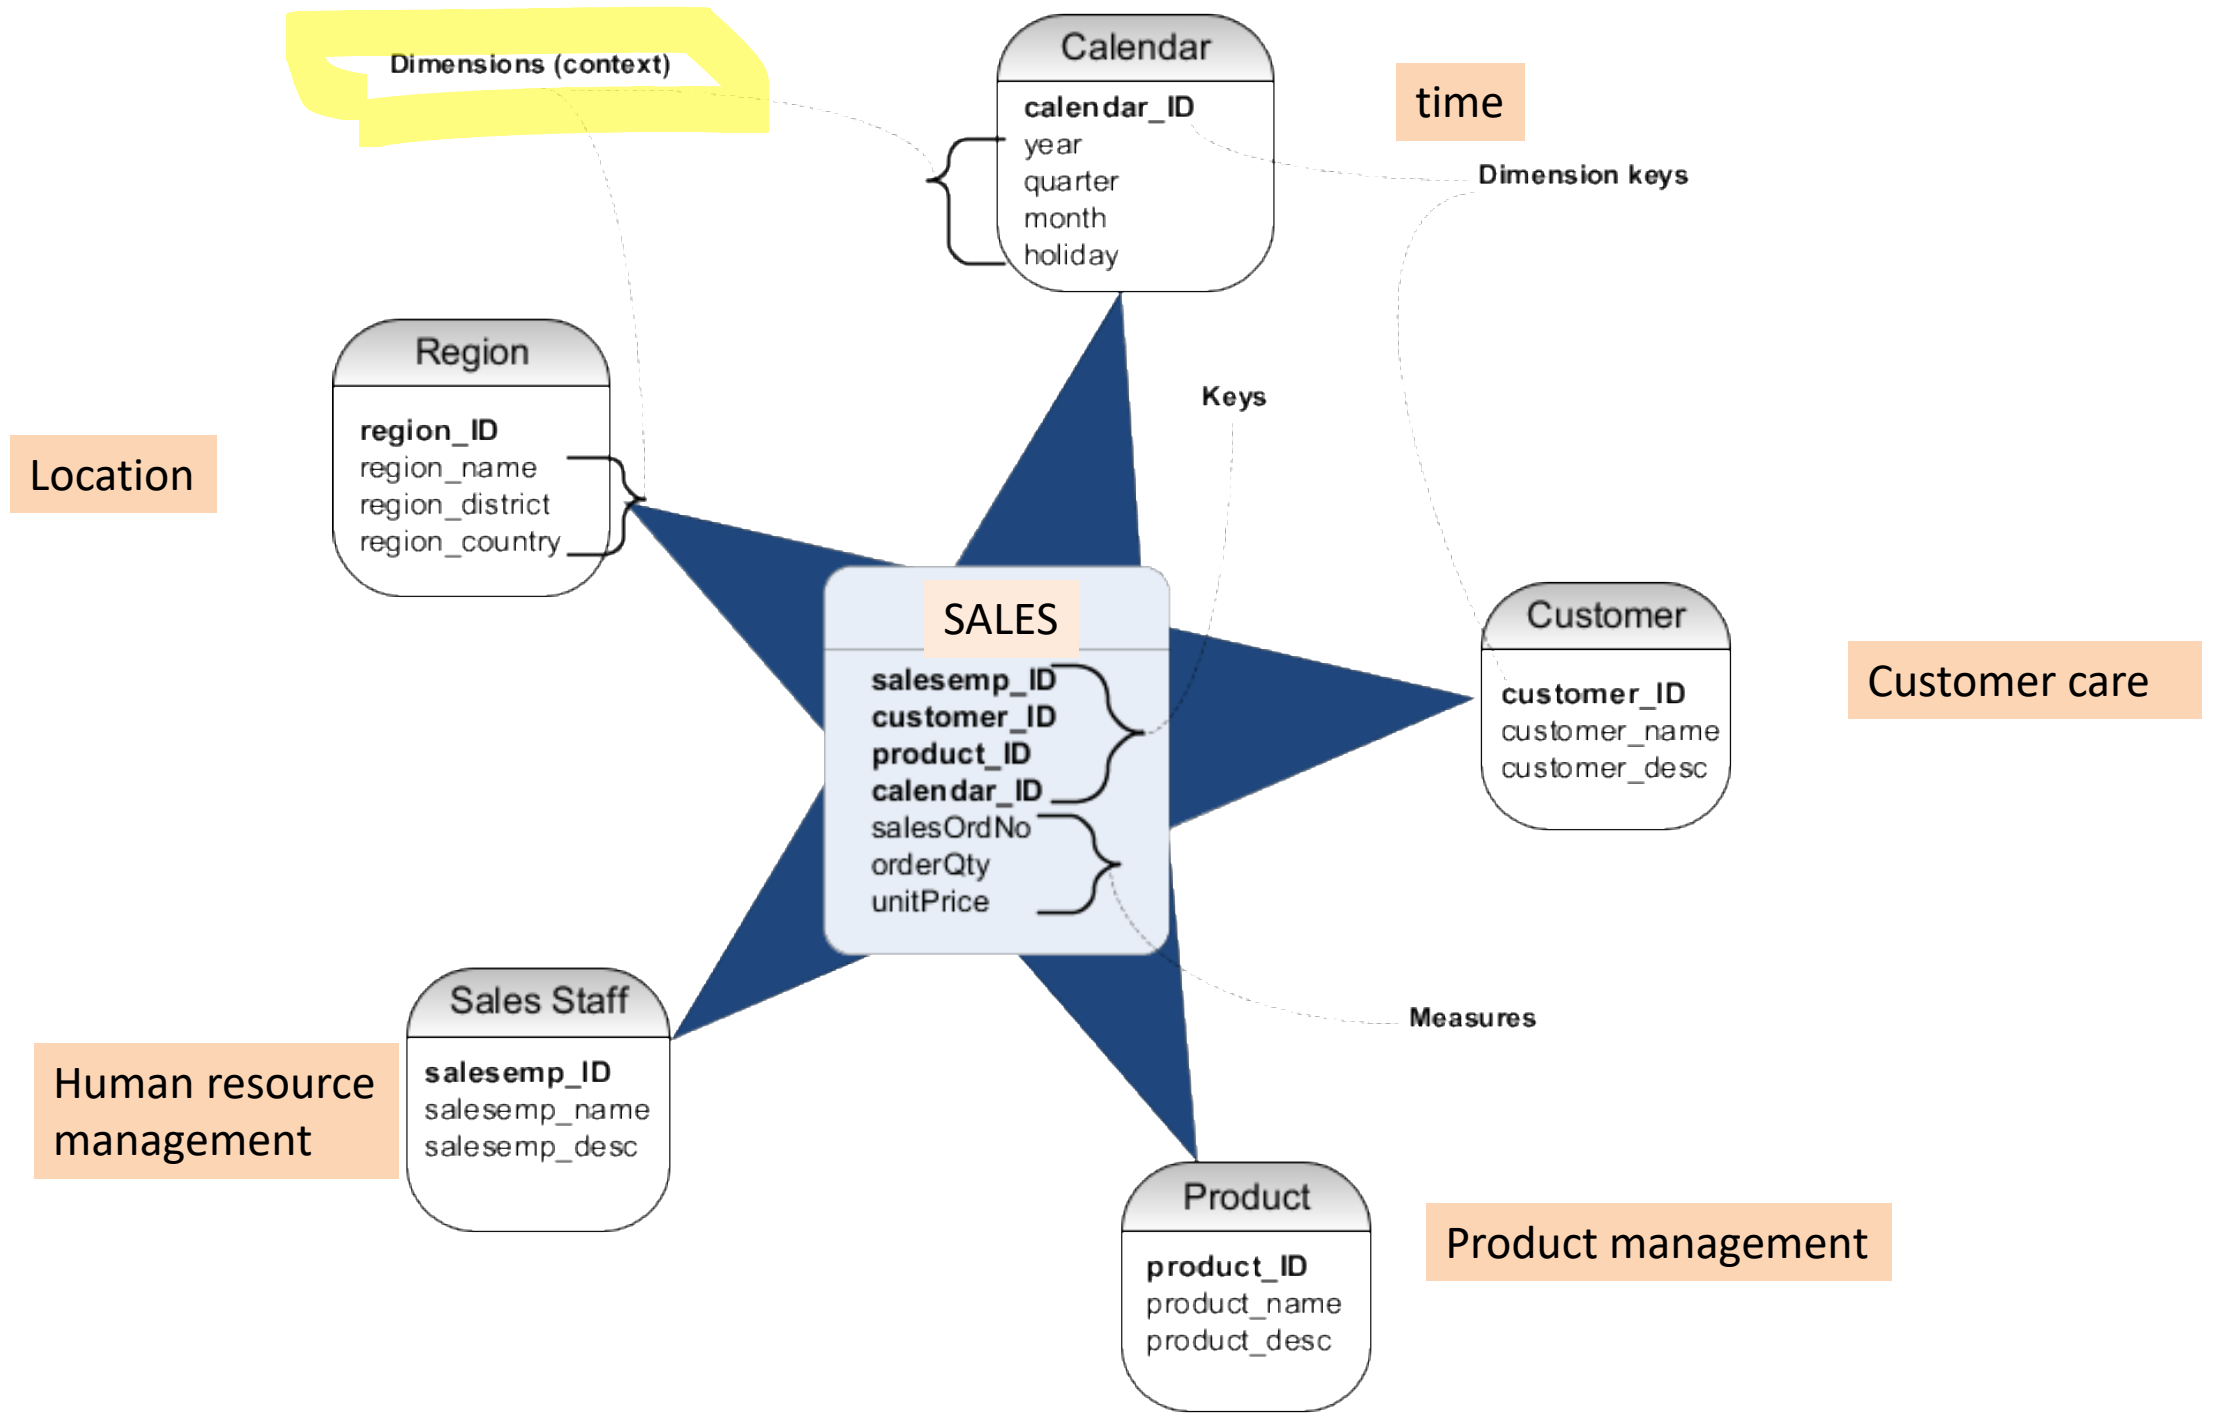 Dimensions (context)
Calendar
calendar_ID
year
quarter
month
holiday
time
Dimension keys
Region
region_ID
region_name
region_district
region_country
Location
Keys
SALES
salesemp_ID
customer_ID
product_ID
calendar_ID
salesOrdNo
orderQty
unitPrice
Customer
customer_ID
customer_name
customer_desc
Customer care
Sales Staff
salesemp_ID
salesemp_name
salesemp_desc
Human resource
management
Measures
Product
product_ID
product_name
product_desc
Product management